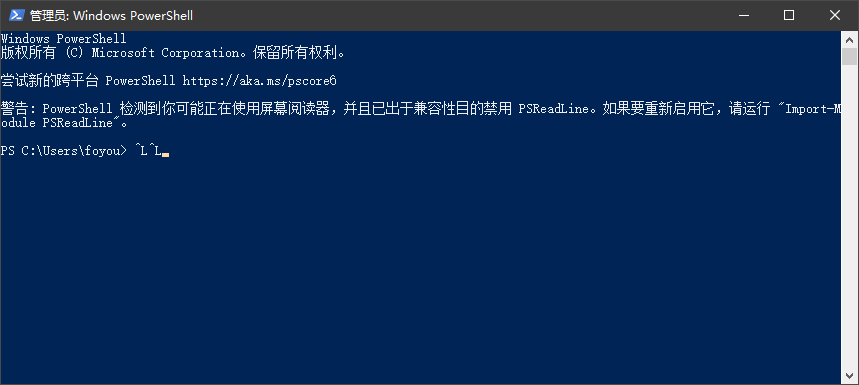 管理员: Windows PowerShell
Windows PowerShell
版权所有 (C) Microsoft Corporation。保留所有权利。
尝试新的跨平台 PowerShell https://aka.ms/pscore6
警告: PowerShell 检测到你可能正在使用屏幕阅读器，并且已出于兼容性目的禁用 PSReadLine。如果要重新启用它，请运行 "Import-M
odule PSReadLine"。
PS C:\Users\foyou> ^L^L